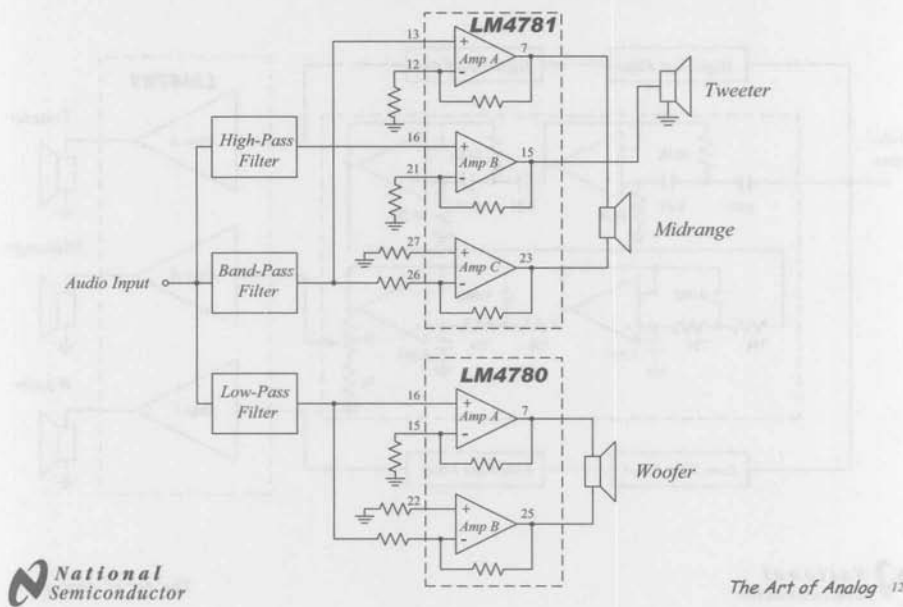 LM4781
13
+
Amp A
7
12
-
Tweeter
High-Pass
Filter
16
+
Amp B
15
21
-
Midrange
27
+
Amp C
23
Audio Input
Band-Pass
Filter
26
-
LM4780
Low-Pass
Filter
16
+
Amp A
7
15
-
Woofer
22
+
Amp B
25
-
National
Semiconductor
The Art of Analog